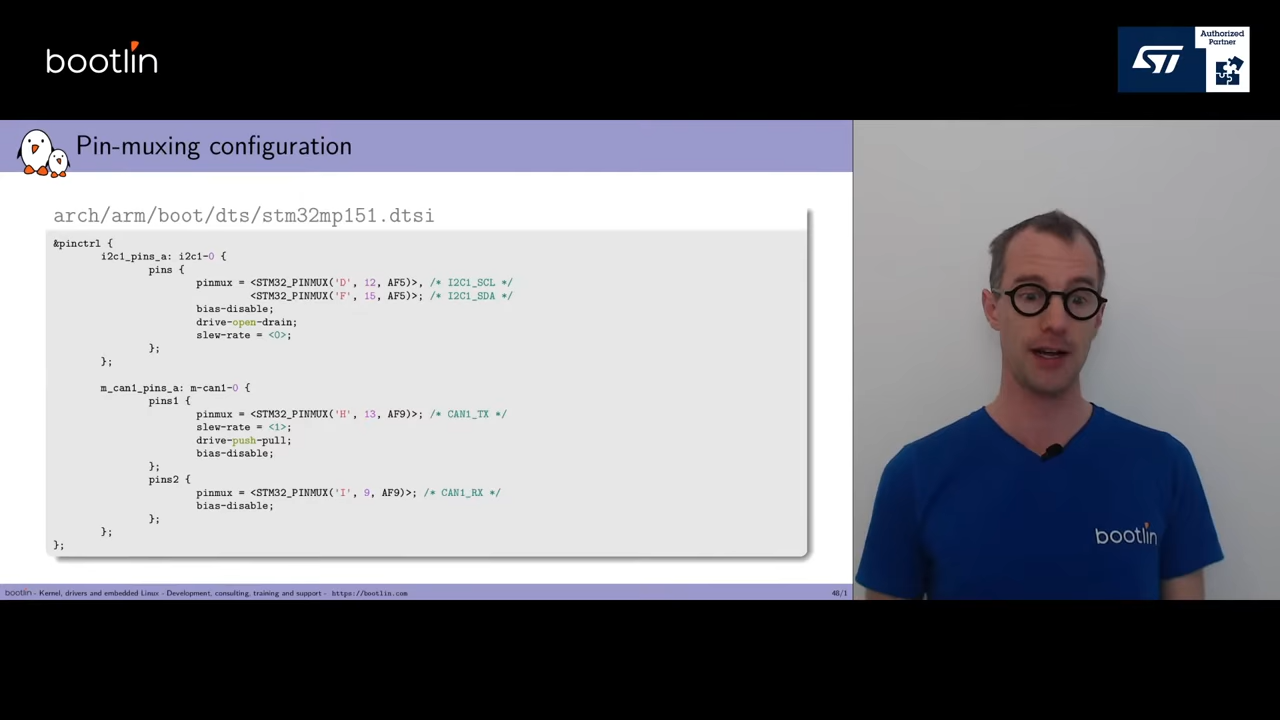 bootlin
ST
Authorized
Partner
Pin-muxing configuration
arch/arm/boot/dts/stm32mp151.dtsi
&pinctrl {
i2c1_pins_a: i2c1-0 {
pins {
pinmux = <STM32_PINMUX('D', 12, AF5)>, /* I2C1_SCL */
<STM32_PINMUX('F', 15, AF5)>; /* I2C1_SDA */
bias-disable;
drive-open-drain;
slew-rate = <0>;
};
};
m_can1_pins_a: m-can1-0 {
pins1 {
pinmux = <STM32_PINMUX('H', 13, AF9)>; /* CAN1_TX */
slew-rate = <1>;
drive-push-pull;
bias-disable;
};
pins2 {
pinmux = <STM32_PINMUX('I', 9, AF9)>; /* CAN1_RX */
bias-disable;
};
};
};
bootlin
bootlin - Kernel, drivers and embedded Linux - Development, consulting, training and support - https://bootlin.com
48/1